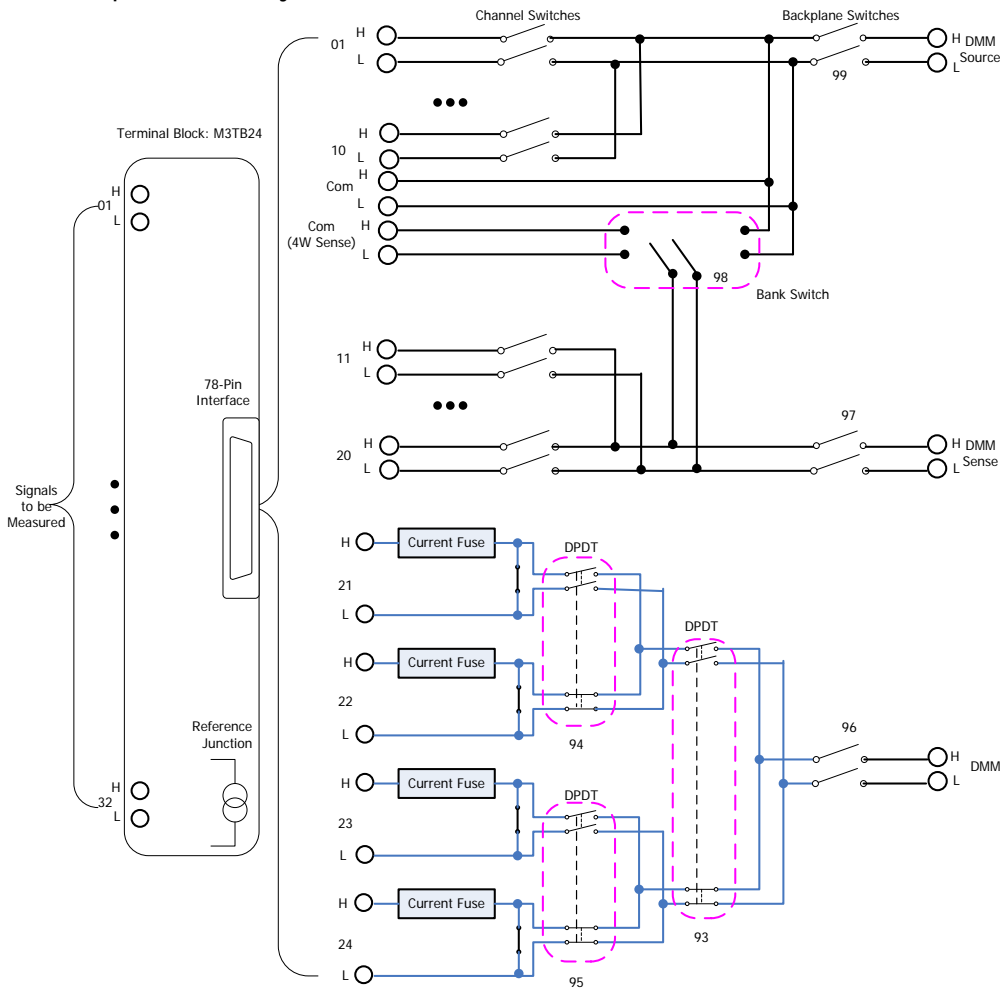 Channel Switches
Backplane Switches
01
H
L
H DMM
Source
L
99
Terminal Block: M3TB24
H
10
L
H
Com
L
Com
(4W Sense)
H
L
98
Bank Switch
H
01
L
11
H
L
78-Pin
Interface
97
20
H
L
H DMM
Sense
L
Signals
to be
Measured
H
Current Fuse
DPDT
21
L
DPDT
H
Current Fuse
22
L
94
96
Reference
Junction
H
DMM
L
H
32
L
H
Current Fuse
DPDT
23
L
H
Current Fuse
93
24
L
95